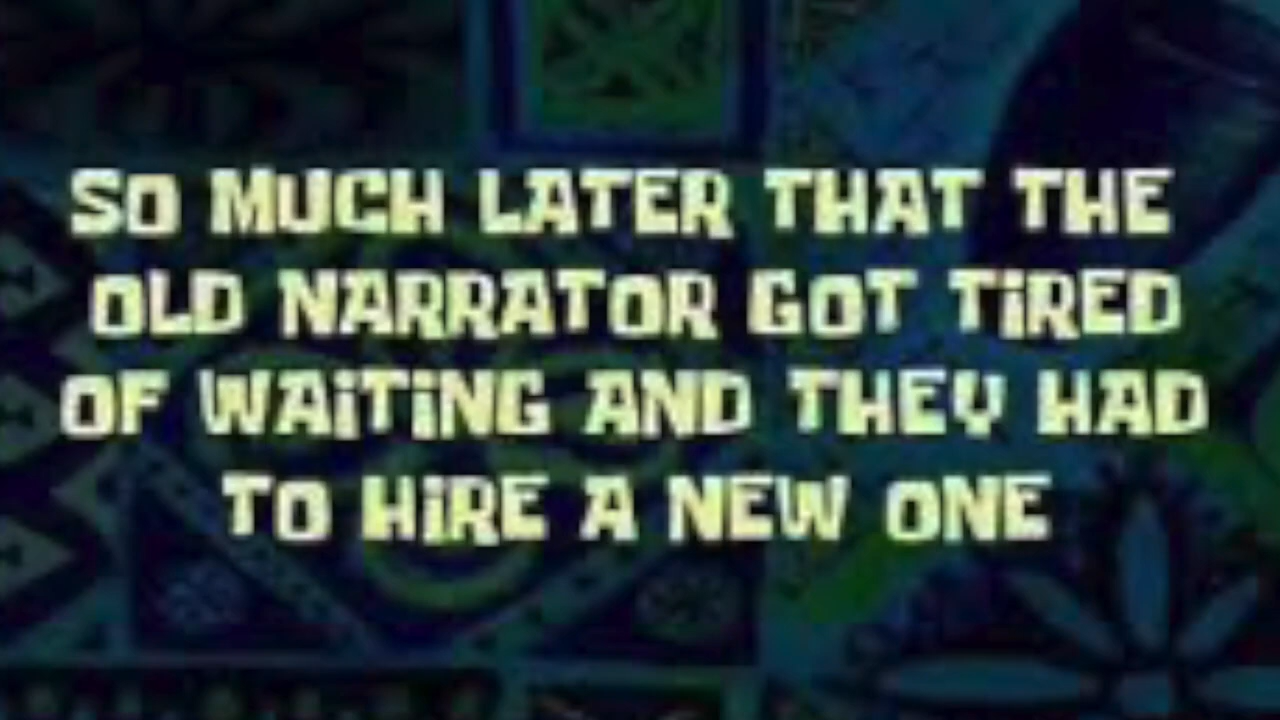 SO MUCH LATER THAT THE
OLD NARRATOR GOT TiRED
OF WAiTiNG AND THEY HAD
TO HiRE A NEW ONE